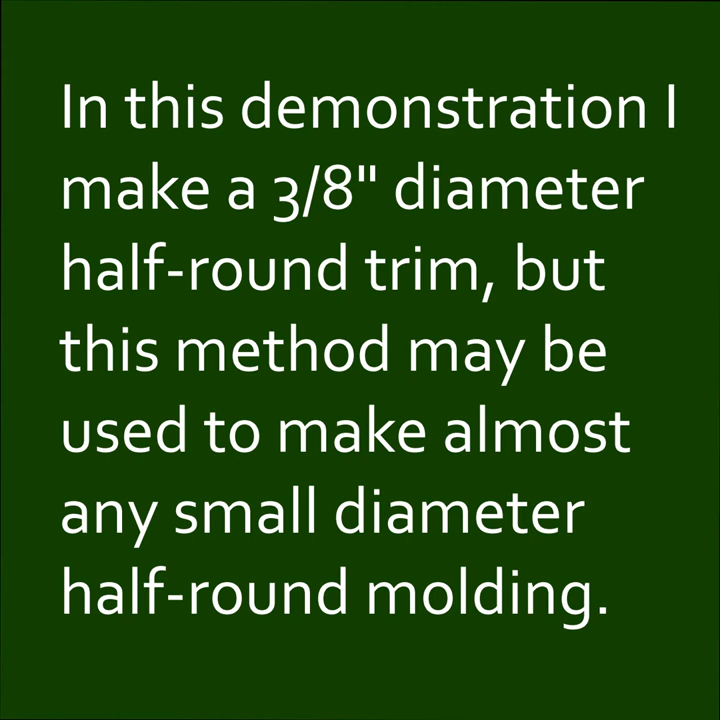 In this demonstration I
make a 3/8" diameter
half-round trim, but
this method may be
used to make almost
any small diameter
half-round molding.